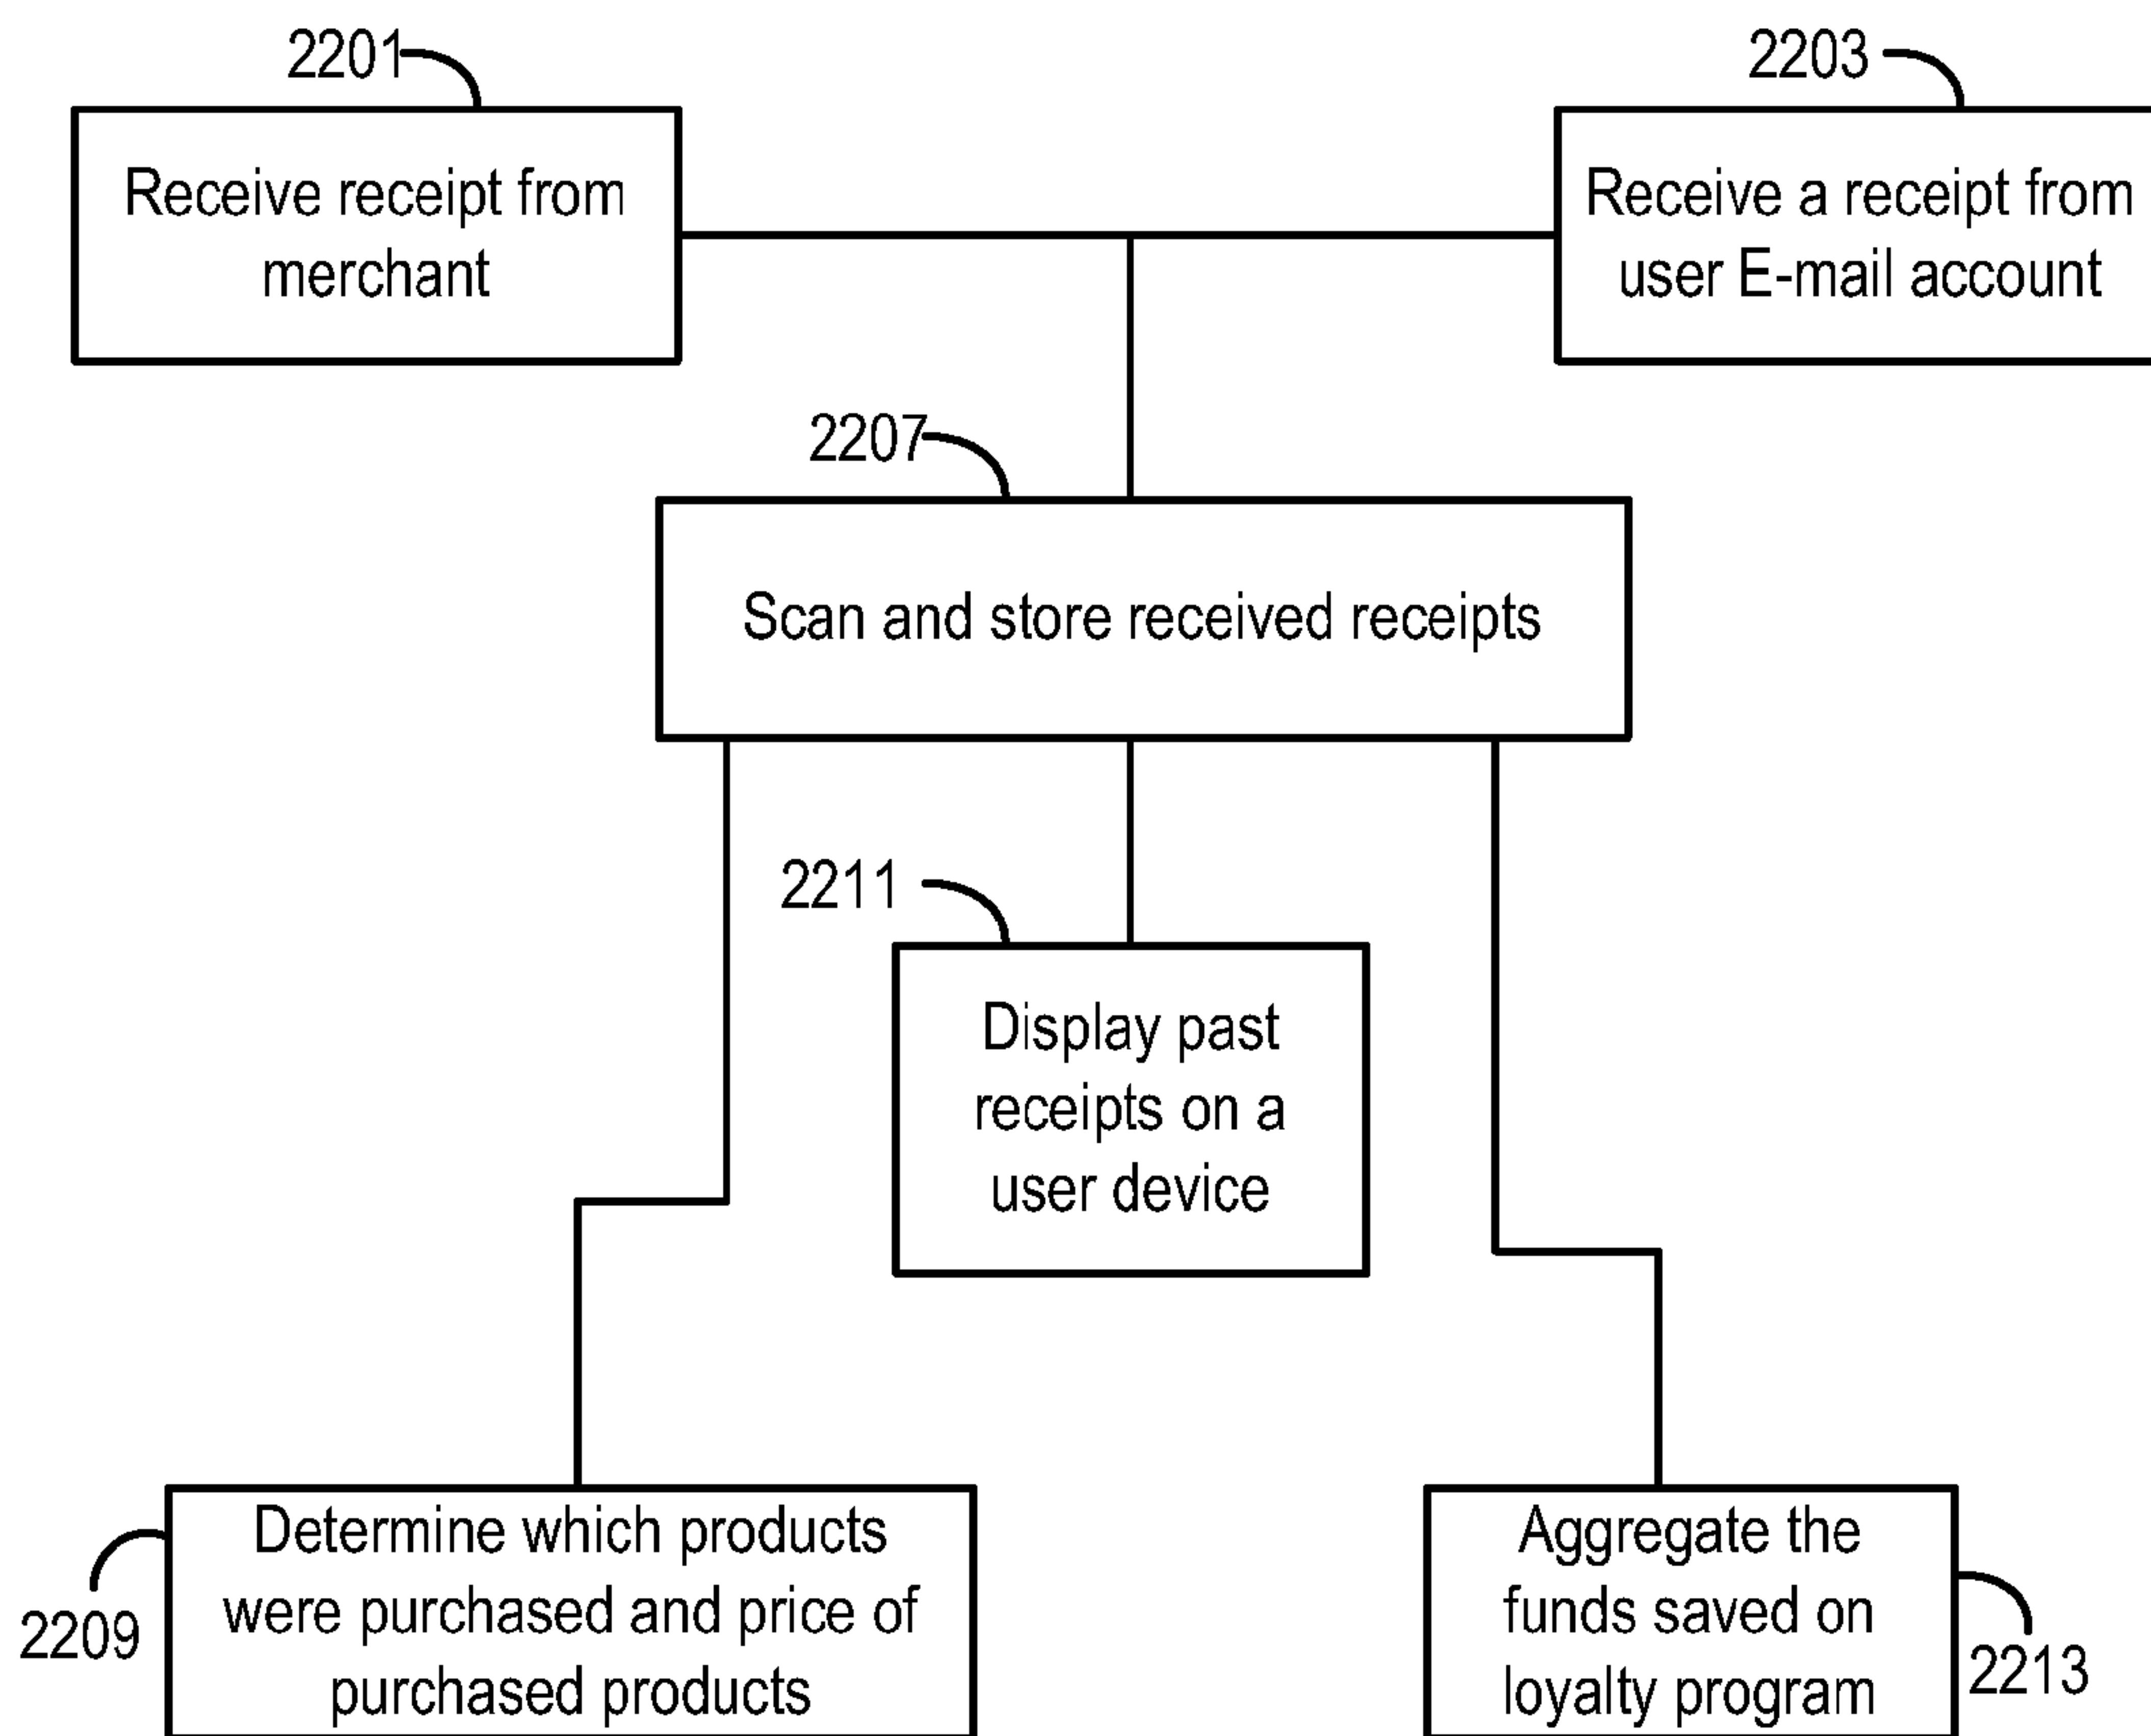 2201
2203
Receive receipt from
merchant
Receive a receipt from
user E-mail account
2207
Scan and store received receipts
2211
Display past
receipts on a
user device
Determine which products
were purchased and price of
purchased products
2209
Aggregate the
funds saved on
loyalty program
2213